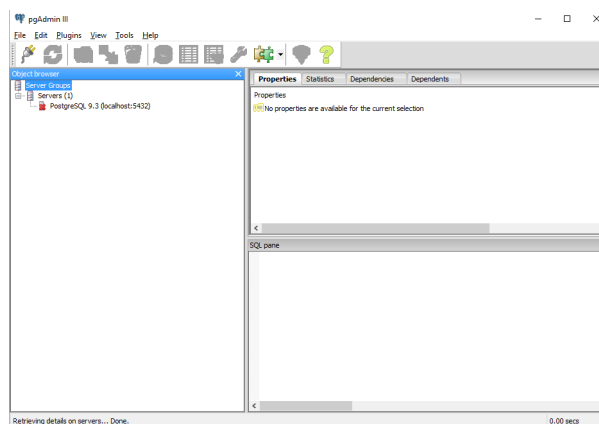 pgAdmin III
File Edit Plugins View Tools Help
Object browser
Server Groups
Servers (1)
PostgreSQL 9.3 (localhost:5432)
Properties Statistics Dependencies Dependents
Properties
No properties are available for the current selection
SQL pane
Retrieving details on servers... Done. 0.00 secs